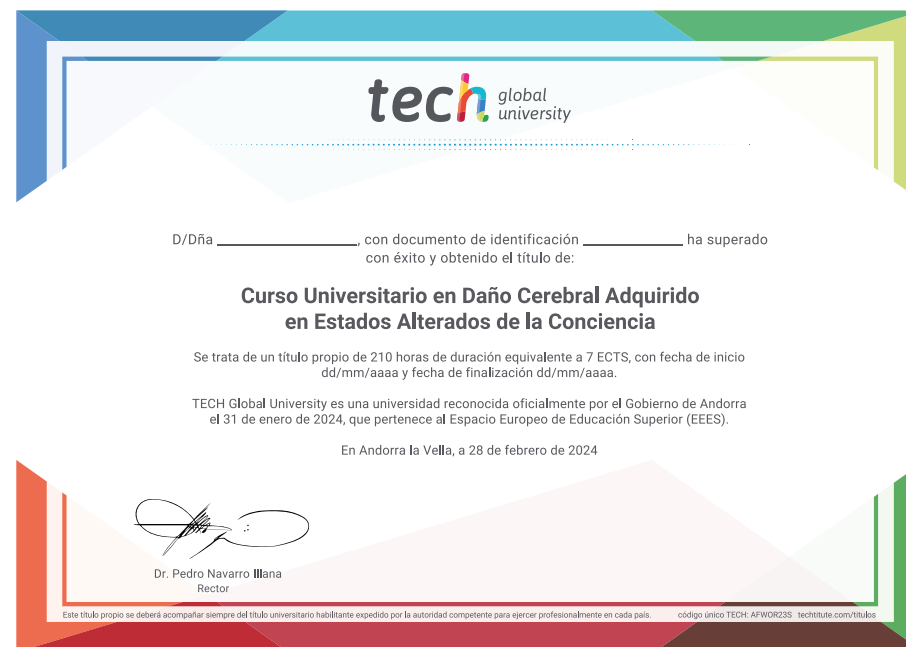 tech global university
D/Dña ____________, con documento de identificación ____________ ha superado
con éxito y obtenido el título de:
Curso Universitario en Daño Cerebral Adquirido
en Estados Alterados de la Conciencia
Se trata de un título propio de 210 horas de duración equivalente a 7 ECTS, con fecha de inicio
dd/mm/aaaa y fecha de finalización dd/mm/aaaa.
TECH Global University es una universidad reconocida oficialmente por el Gobierno de Andorra
el 31 de enero de 2024, que pertenece al Espacio Europeo de Educación Superior (EEES).
En Andorra la Vella, a 28 de febrero de 2024
Dr. Pedro Navarro Illana
Rector
Este título propio se deberá acompañar siempre del título universitario habilitante expedido por la autoridad competente para ejercer profesionalmente en cada país. código único TECH: AFWOR23S techtitute.com/titulos